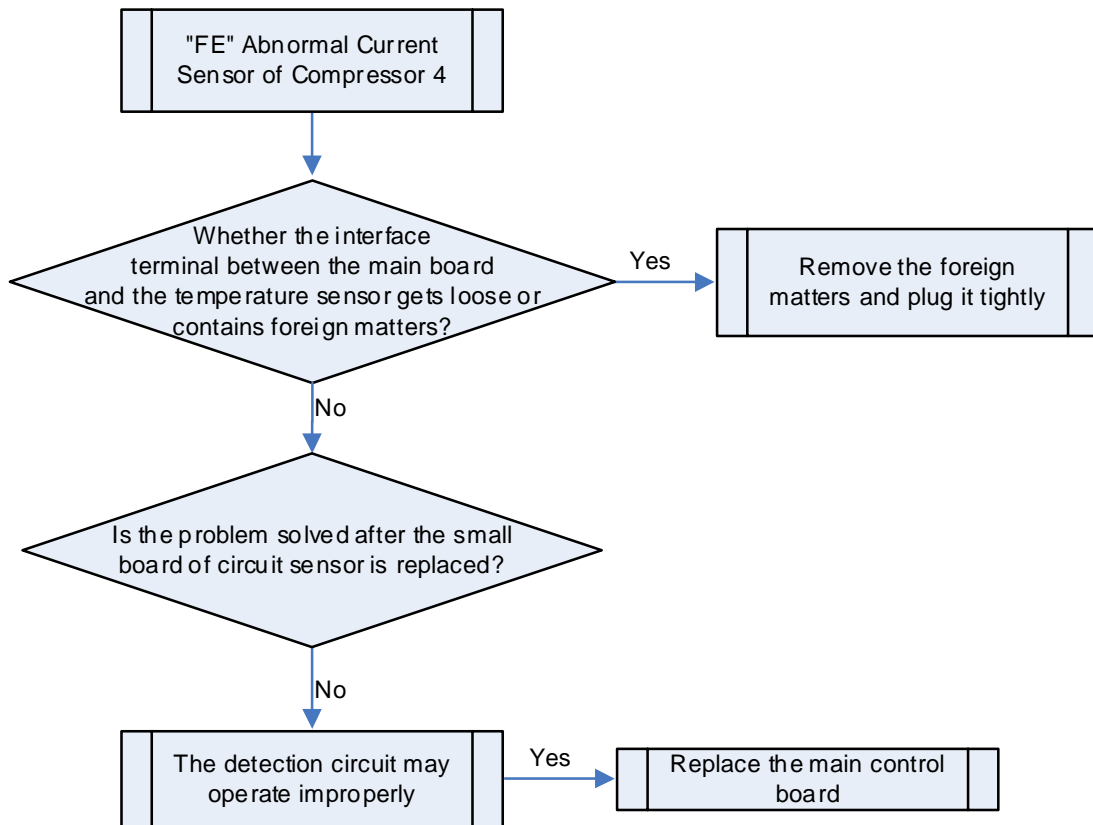 "FE" Abnormal Current
Sensor of Compressor 4
Whether the interface
terminal between the main board
and the temperature sensor gets loose or
contains foreign matters?
Yes
Remove the foreign
matters and plug it tightly
No
Is the problem solved after the small
board of circuit sensor is replaced?
No
The detection circuit may
operate improperly
Yes
Replace the main control
board